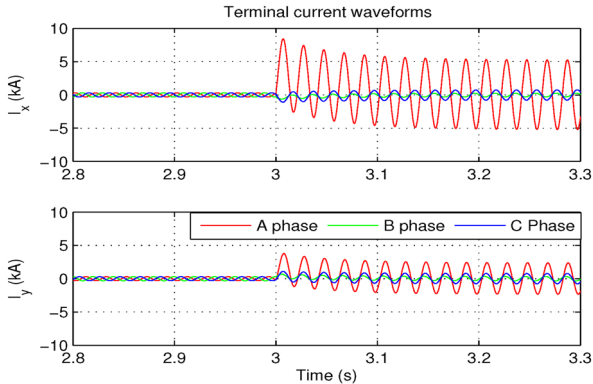 Terminal current waveforms
I_x (kA)
10
5
0
−5
−10
2.8 2.9 3 3.1 3.2 3.3
I_y (kA)
10
5
0
−5
−10
A phase B phase C Phase
2.8 2.9 3 3.1 3.2 3.3
Time (s)